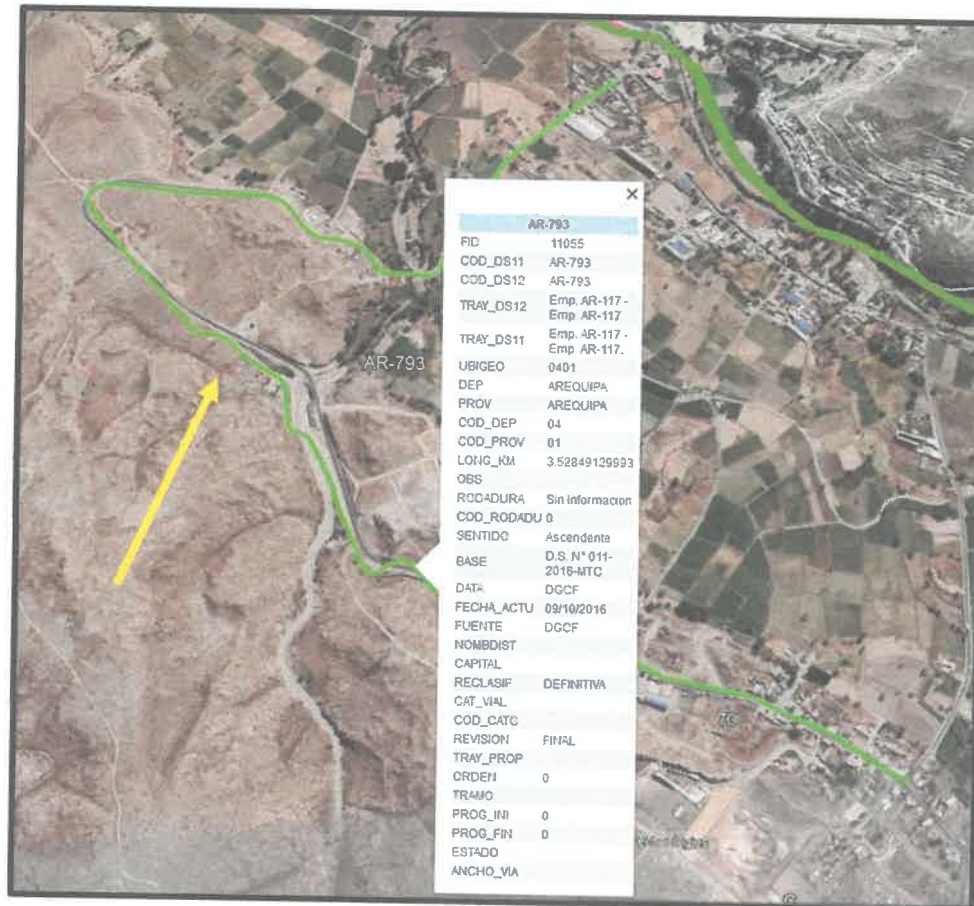 ×
AR-793
FID 11055
COD_DS11 AR-793
COD_DS12 AR-793
TRAY_DS12 Emp. AR-117 -
Emp. AR-117
TRAY_DS11 Emp. AR-117 -
Emp. AR-117.
UBIGEO 0401
DEP AREQUIPA
PROV AREQUIPA
COD_DEP 04
COD_PROV 01
LONG_KM 3.52849129993
OBS
RODADURA Sin informacion
COD_RODADU 0
SENTIDO Ascendente
BASE D.S. N° 011-
2016-MTC
DATA DGCF
FECHA_ACTU 09/10/2016
FUENTE DGCF
NOMBDIST
CAPITAL
RECLASIF DEFINITIVA
CAT_VIAL
COD_CATG
REVISION FINAL
TRAY_PROP
ORDEN 0
TRAMO
PROG_INI 0
PROG_FIN 0
ESTADO
ANCHO_VIA
AR-793